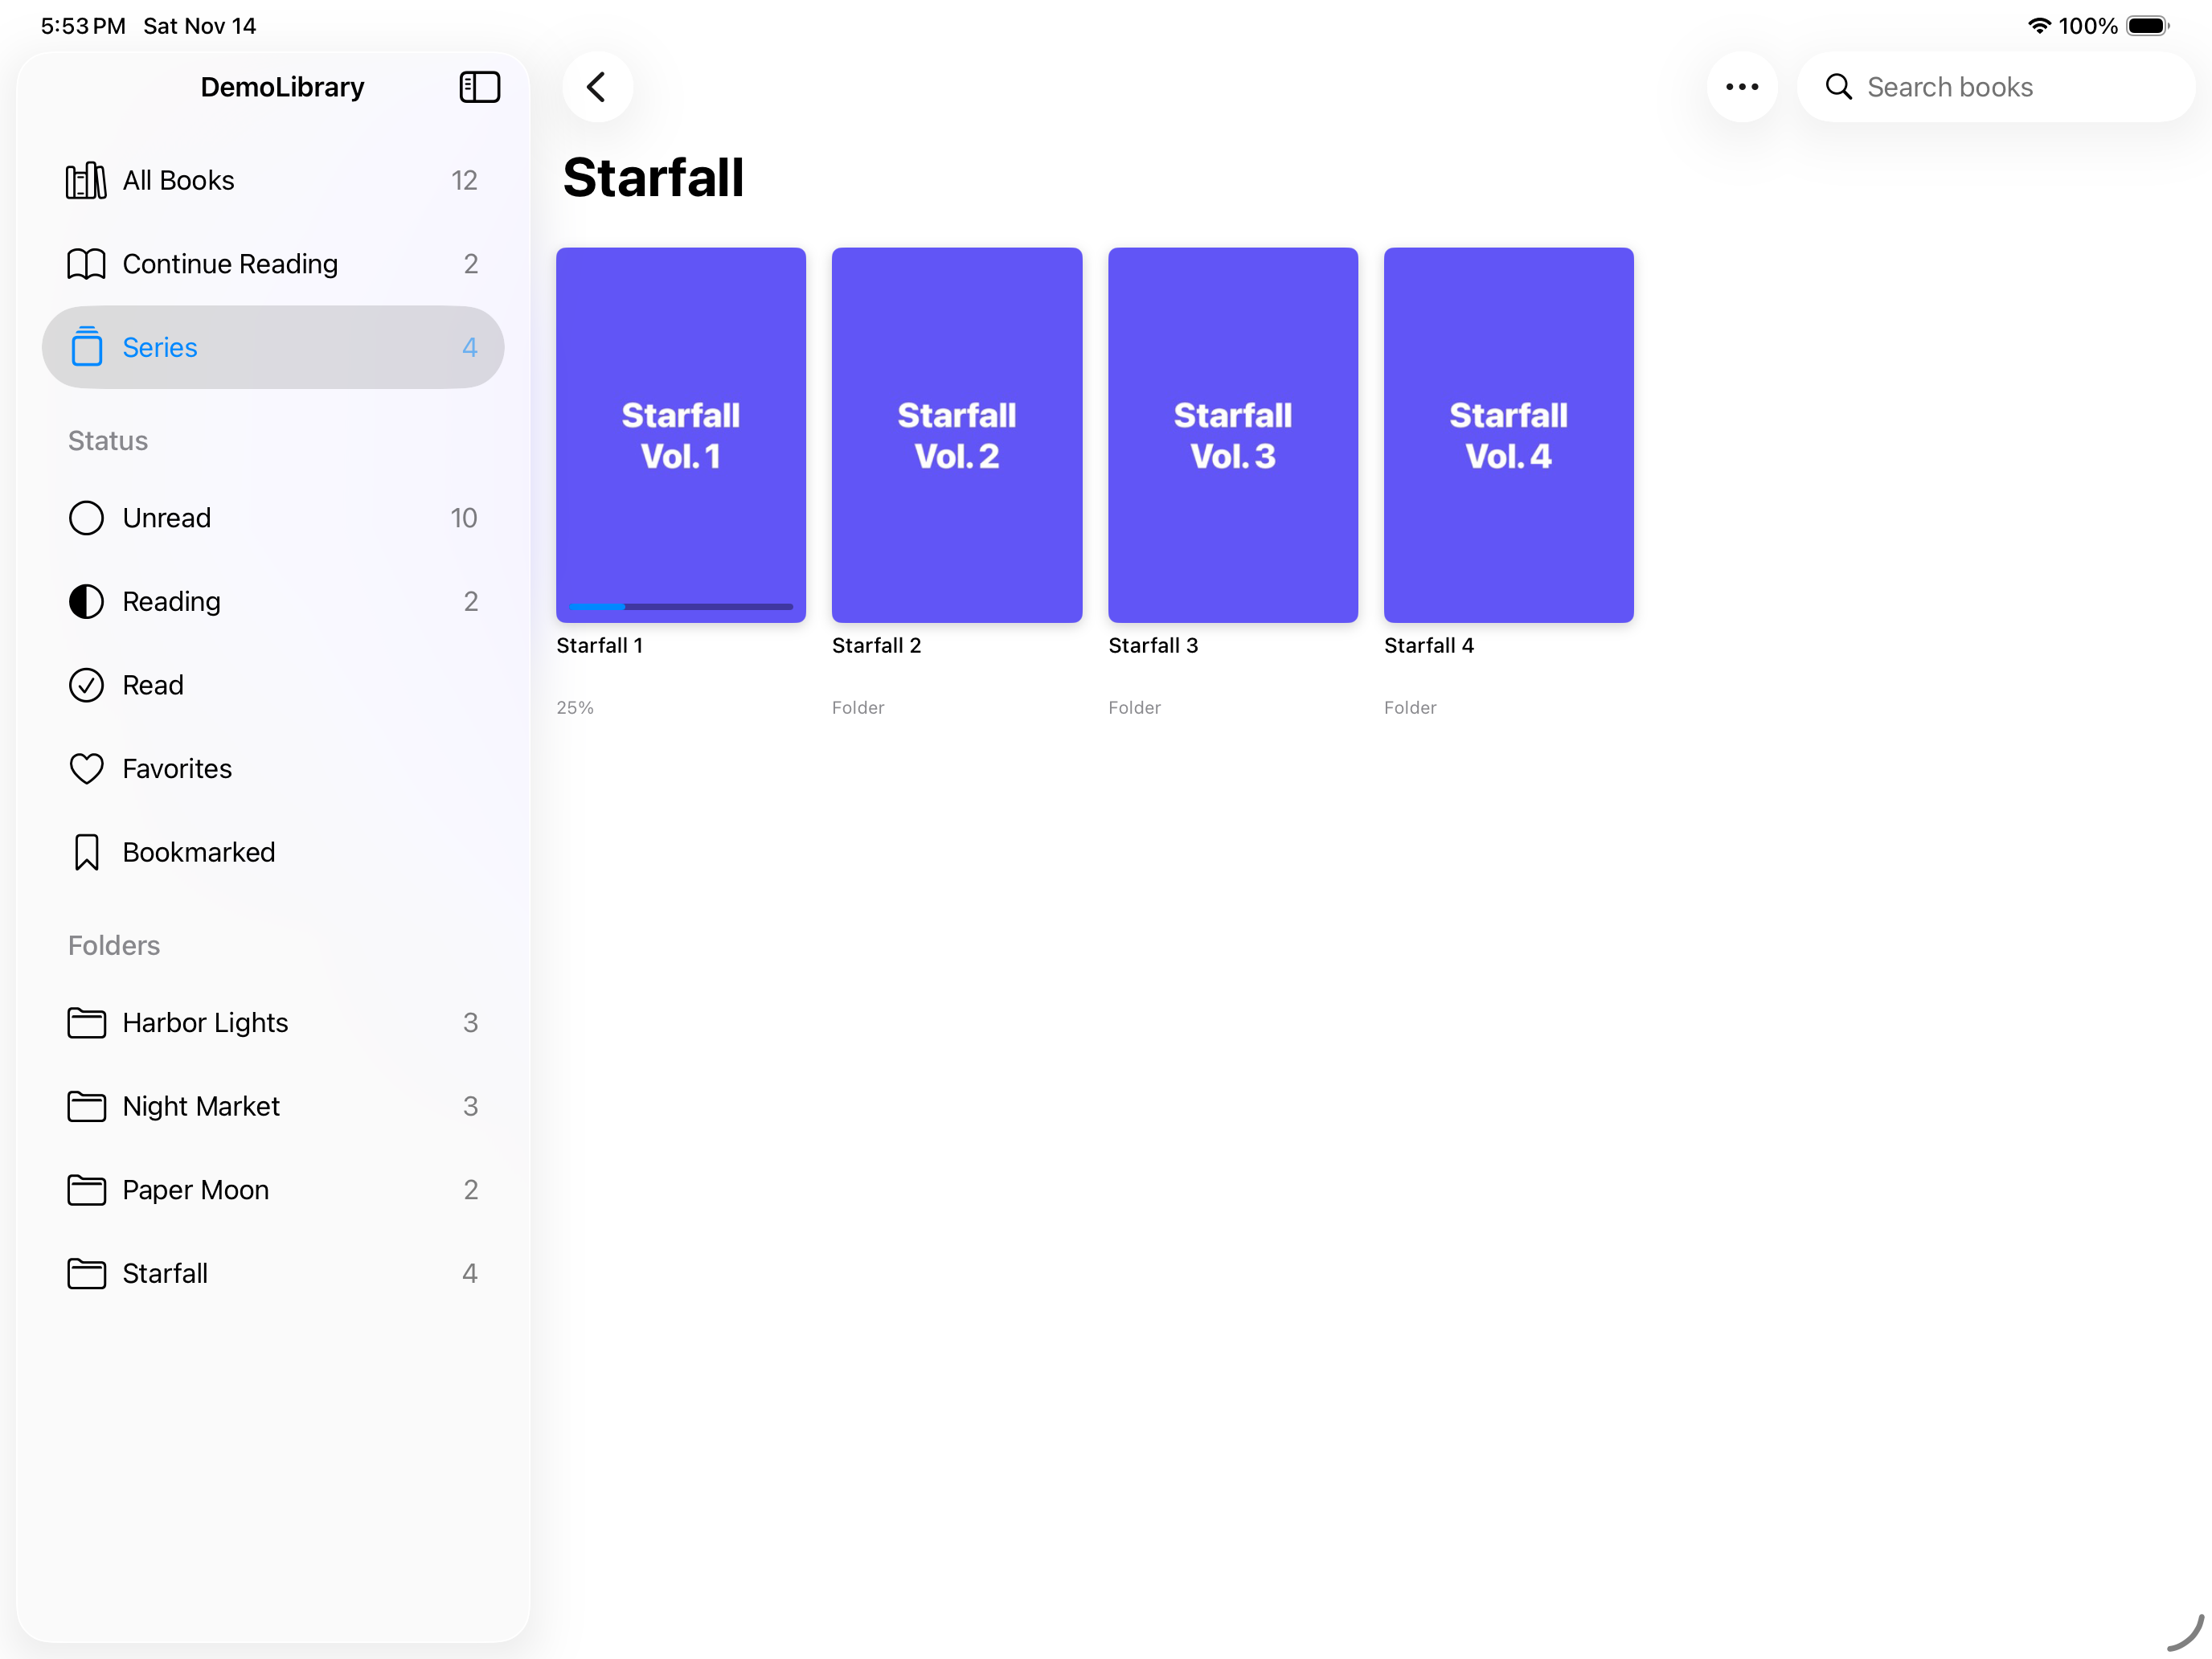 5:53 PM Sat Nov 14
100%
DemoLibrary
Search books
All Books 12
Continue Reading 2
Series 4
Status
Unread 10
Reading 2
Read
Favorites
Bookmarked
Folders
Harbor Lights 3
Night Market 3
Paper Moon 2
Starfall 4
Starfall
Starfall
Vol. 1
Starfall 1
25%
Starfall
Vol. 2
Starfall 2
Folder
Starfall
Vol. 3
Starfall 3
Folder
Starfall
Vol. 4
Starfall 4
Folder